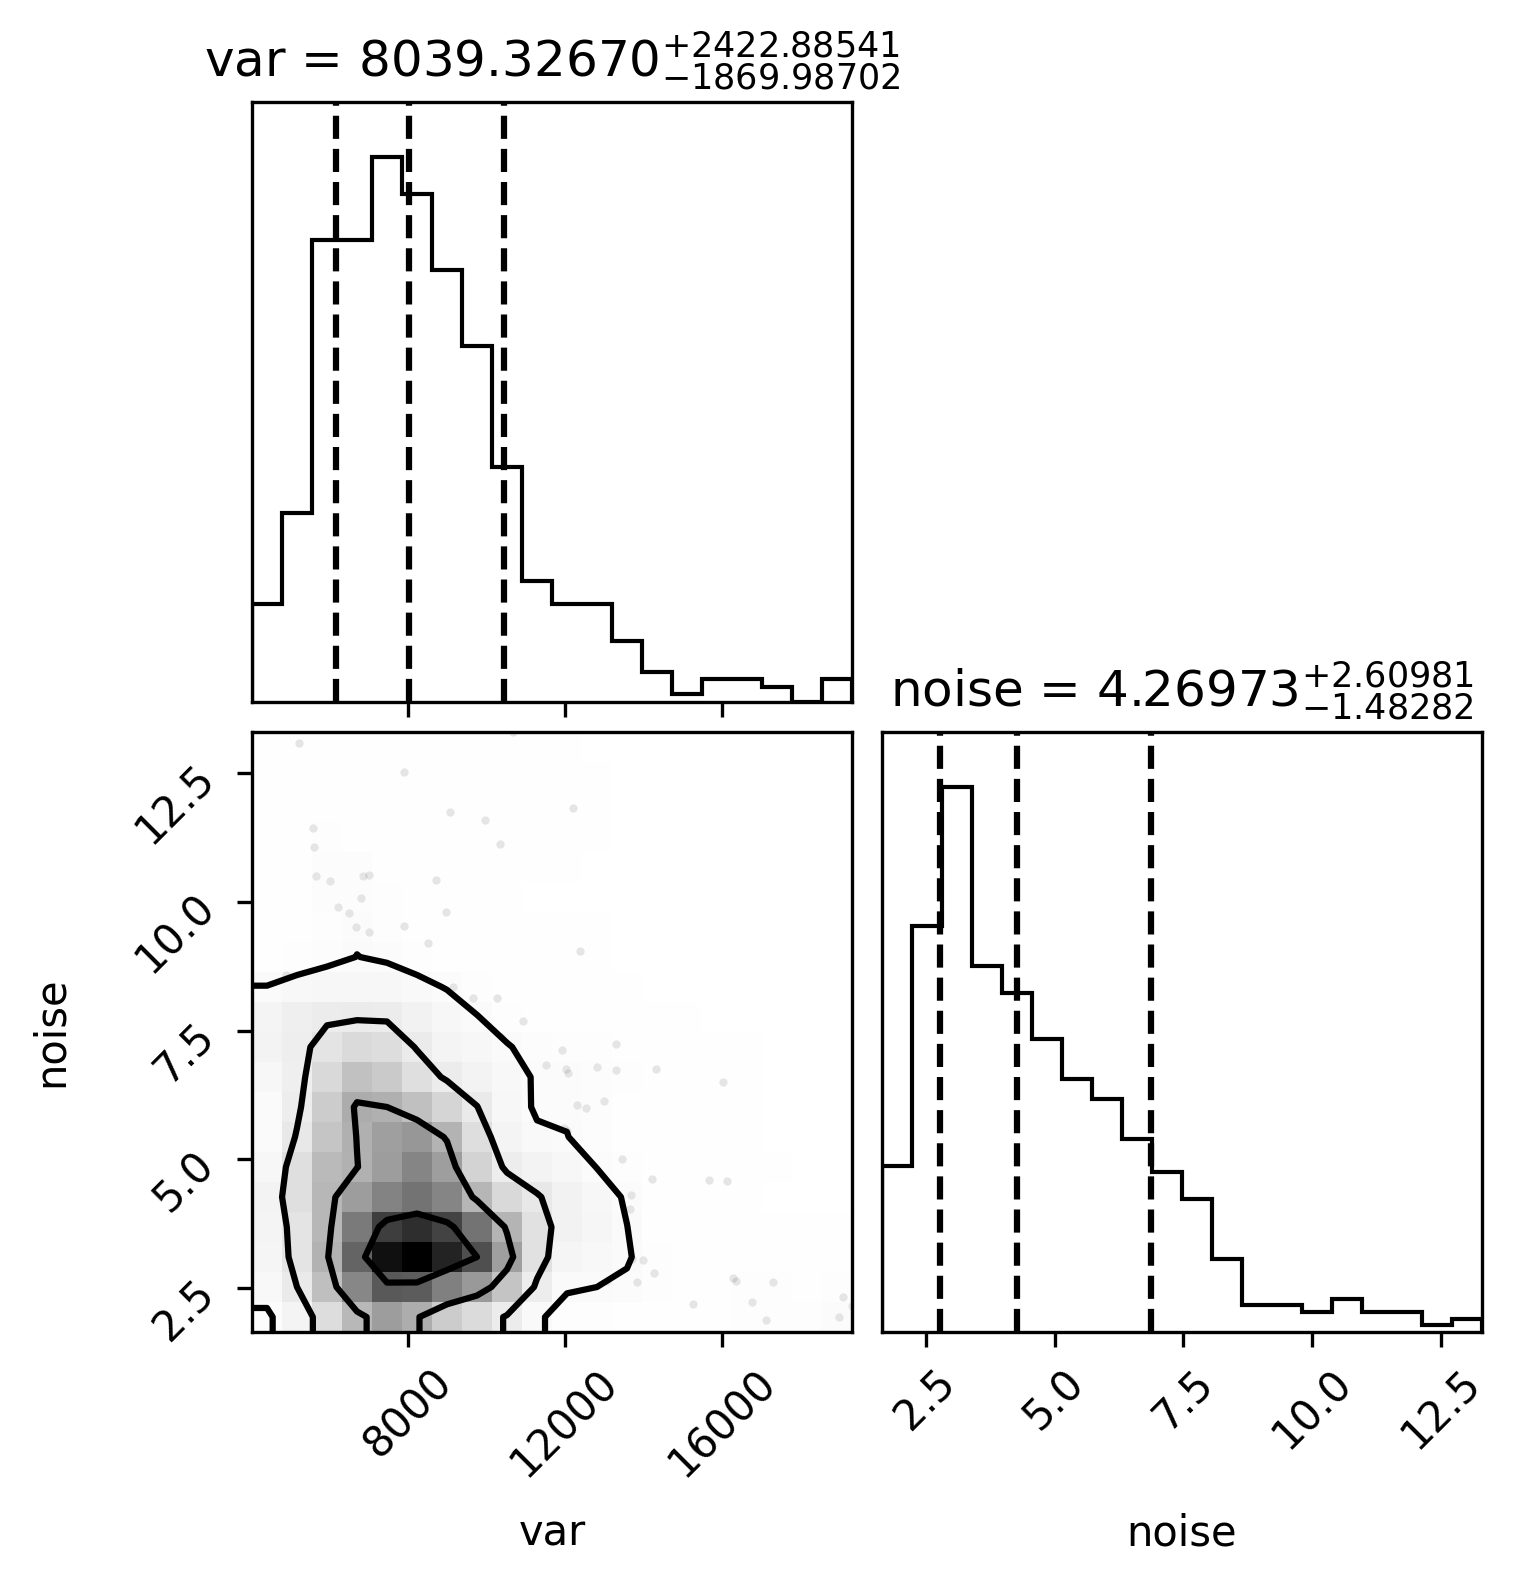 var = 8039.32670+2422.88541−1869.98702
noise = 4.26973+2.60981−1.48282
12.5
10.0
7.5
5.0
2.5
noise
8000 12000 16000
2.5 5.0 7.5 10.0 12.5
var
noise